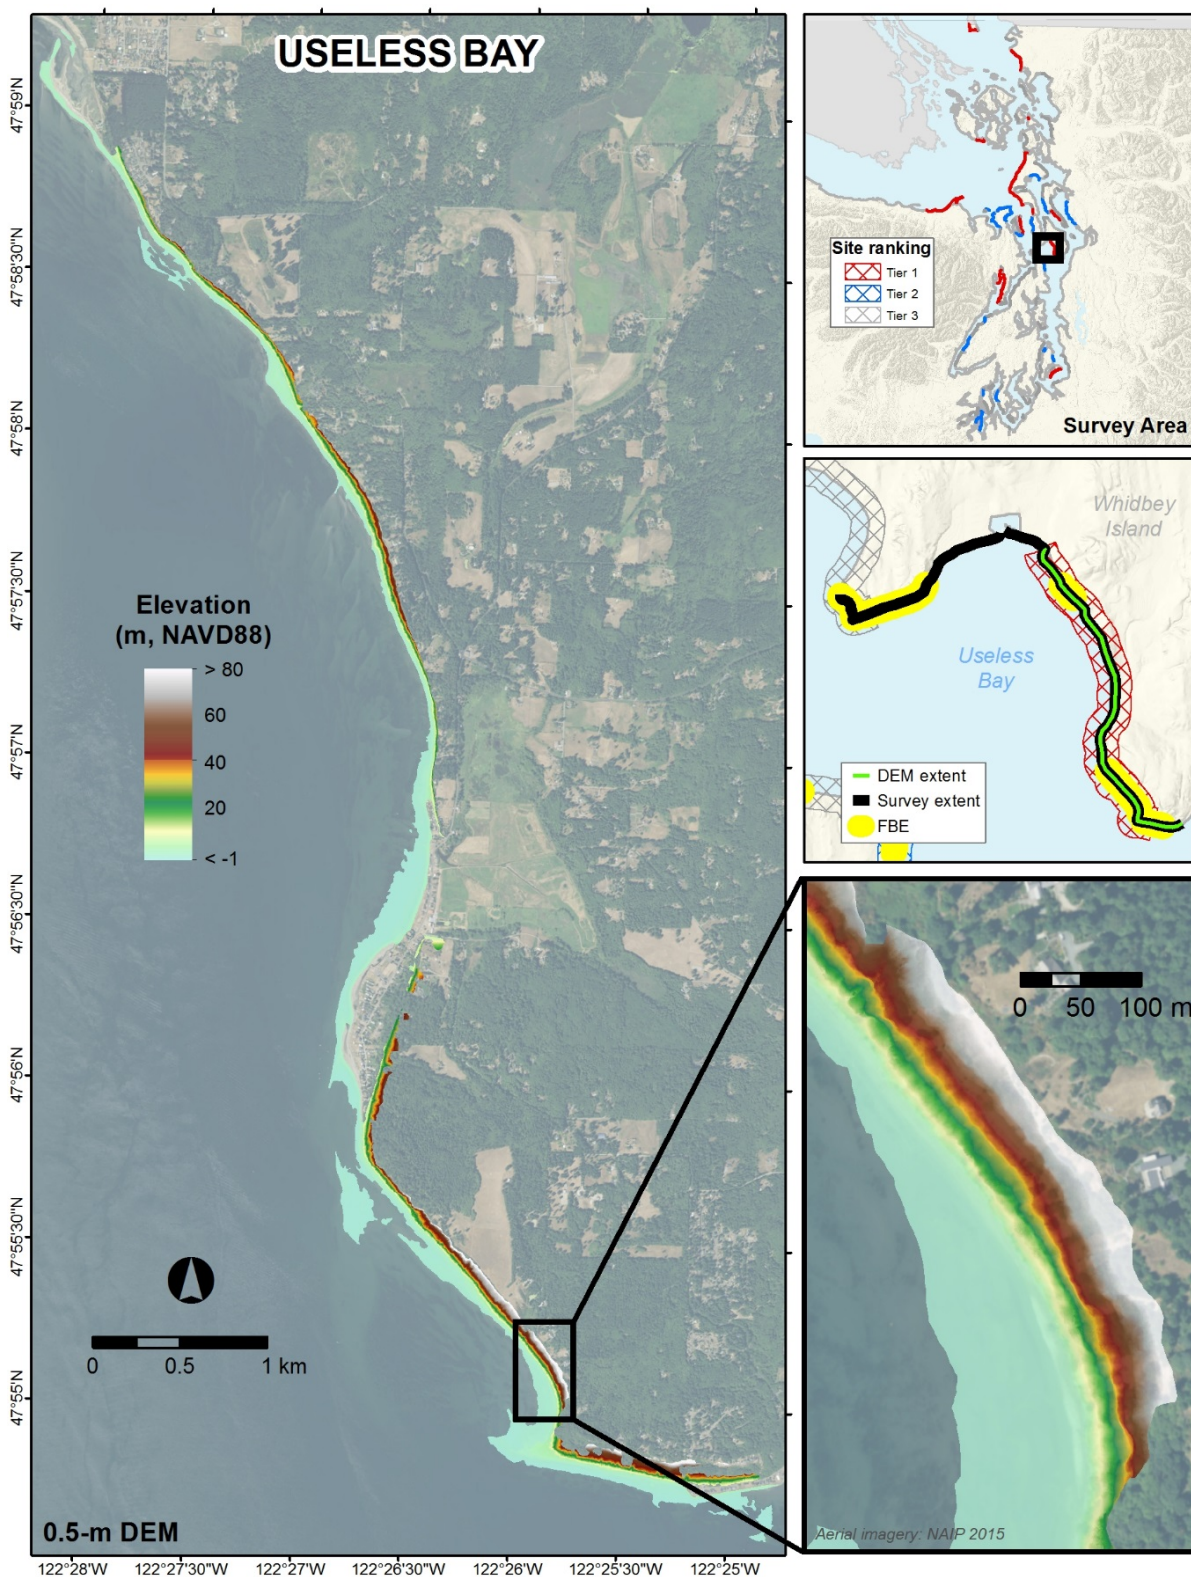 USELESS BAY
47°59'N
47°58'30"N
47°58'N
47°57'30"N
47°57'N
47°56'30"N
47°56'N
47°55'30"N
47°55'N
Elevation
(m, NAVD88)
> 80
60
40
20
< -1
0 0.5 1 km
0.5-m DEM
122°28'W 122°27'30"W 122°27'W 122°26'30"W 122°26'W 122°25'30"W 122°25'W
Site ranking
Tier 1
Tier 2
Tier 3
Survey Area
Whidbey
Island
Useless
Bay
DEM extent
Survey extent
FBE
0 50 100 m
Aerial imagery: NAIP 2015